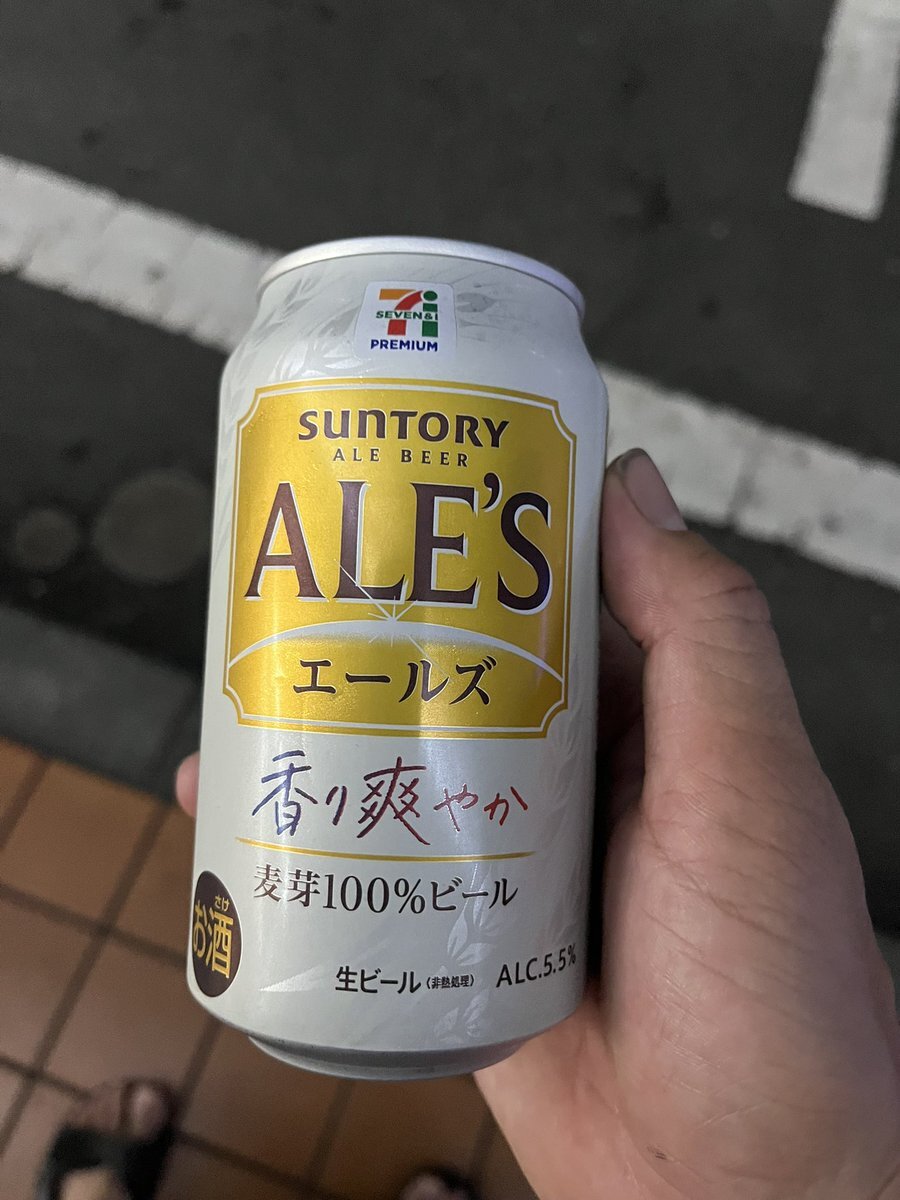 7i
SEVEN&i
PREMIUM
SUNTORY
ALE BEER
ALE'S
エールズ
香り爽やか
麦芽100%ビール
さけ
お酒
生ビール(非熱処理) ALC.5.5%